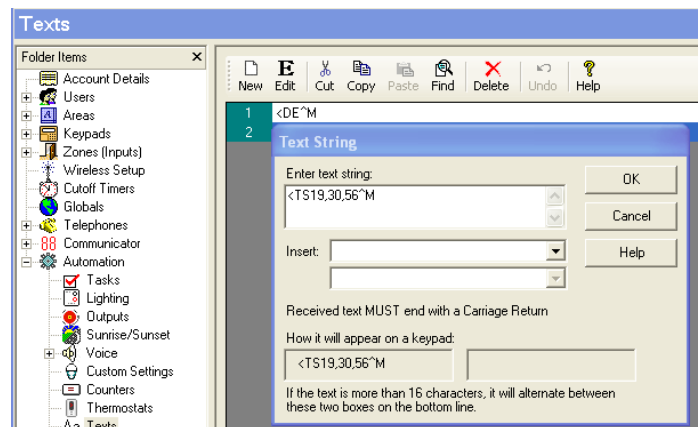 Texts
Folder Items
Account Details
Users
Areas
Keypads
Zones (Inputs)
Wireless Setup
Cutoff Timers
Globals
Telephones
88 Communicator
Automation
Tasks
Lighting
Outputs
Sunrise/Sunset
Voice
Custom Settings
Counters
Thermostats
Aa Texts
New Edit Cut Copy Paste Find Delete Undo Help
1 <DE^M
2
Text String
Enter text string:
<TS19,30,56^M
OK
Cancel
Insert:
Help
Received text MUST end with a Carriage Return
How it will appear on a keypad:
<TS19,30,56^M
If the text is more than 16 characters, it will alternate between
these two boxes on the bottom line.